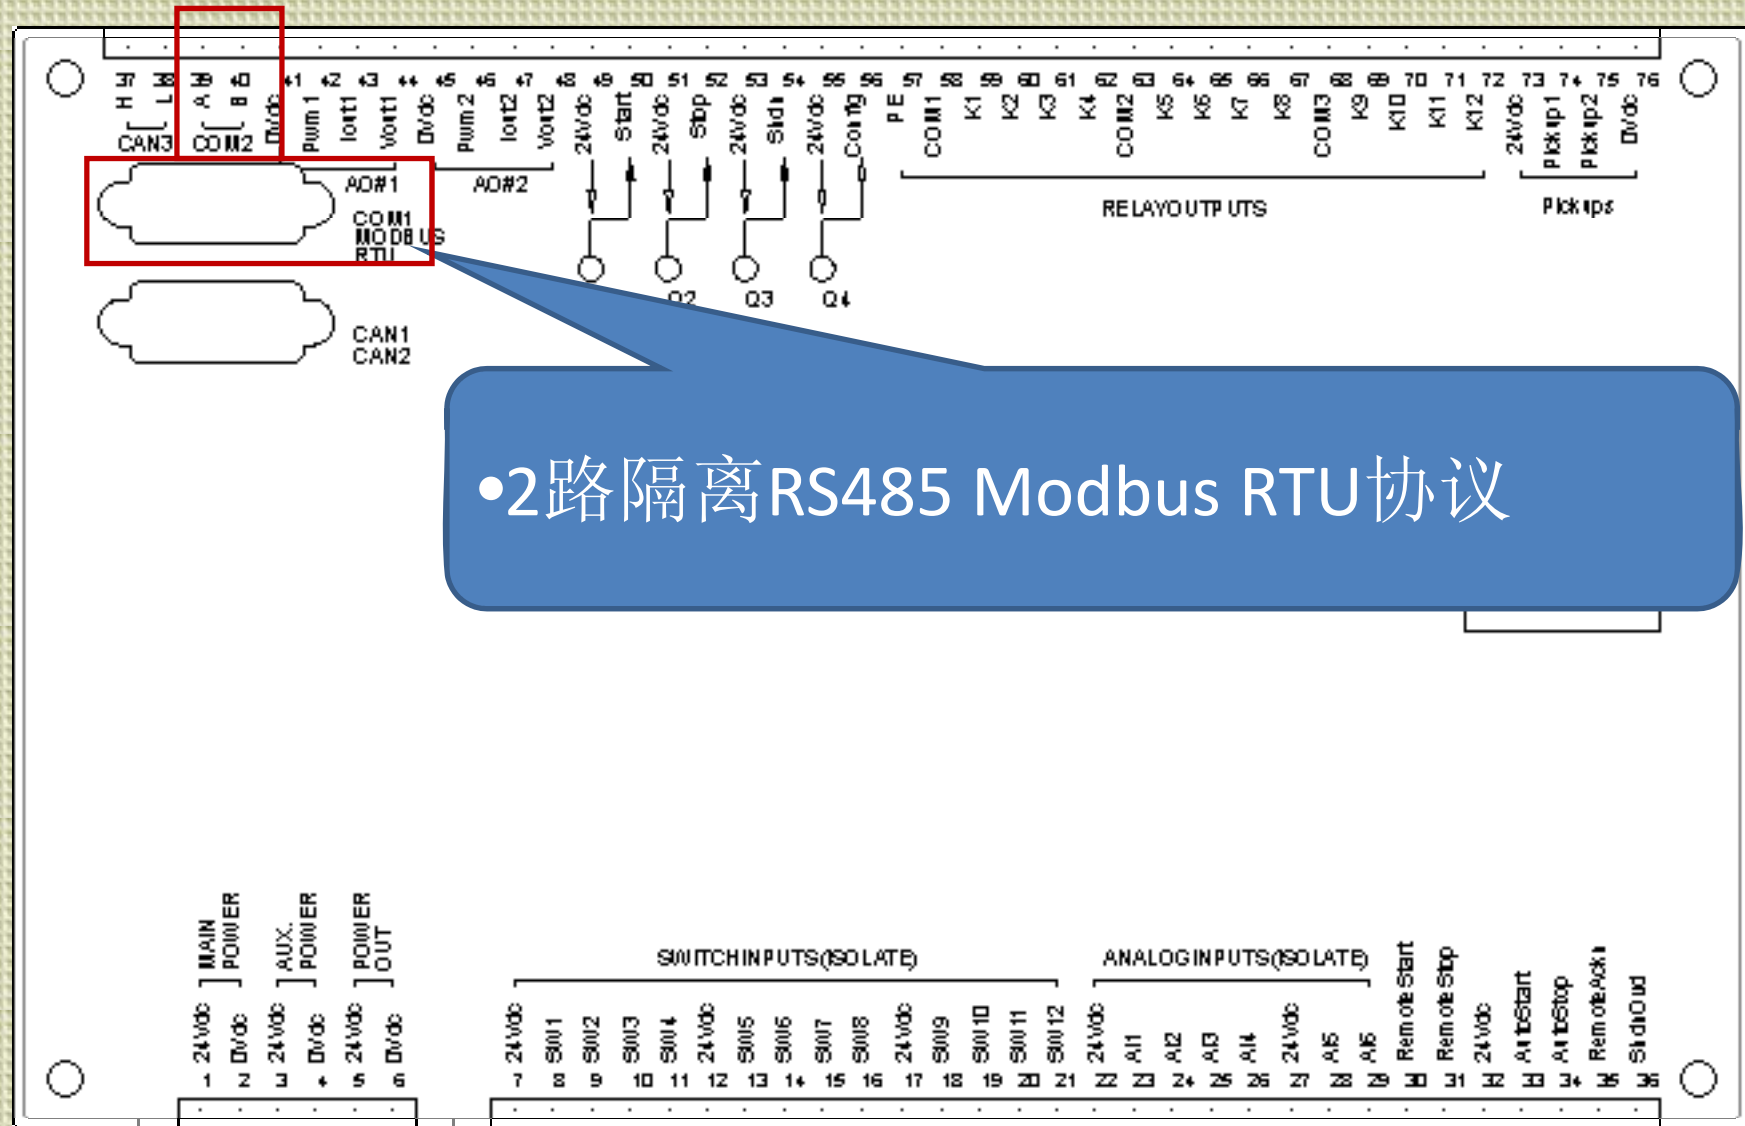 37 38 39 40 41 42 43 44 45 46 47 48 49 50 51 52 53 54 55 56 57 58 59 60 61 62 63 64 65 66 67 68 69 70 71 72 73 74 75 76
H L A B 0Vdc Pwm1 Iout1 Vout1 0Vdc Pwm2 Iout2 Vout2 24Vdc Start 24Vdc Stop 24Vdc 24Vdc Config PE COM1 K1 K2 K3 K4 COM2 K5 K6 K7 K8 COM3 K9 K10 K11 K12 24Vdc Pickup1 Pickup2 0Vdc
CAN3 COM2
AO#1 AO#2
RELAYOUTPUTS
Pickups
COM1
MODBUS
RTU
Q2 Q3 Q4
CAN1
CAN2
•2路隔离RS485 Modbus RTU协议
MAIN POWER
AUX. POWER
POWER OUT
SWITCHINPUTS(ISOLATE)
ANALOGINPUTS(ISOLATE)
24Vdc 0Vdc 24Vdc 0Vdc 24Vdc 0Vdc 24Vdc SW1 SW2 SW3 SW4 24Vdc SW5 SW6 SW7 SW8 24Vdc SW9 SW10 SW11 SW12 24Vdc AI1 AI2 AI3 AI4 24Vdc AI5 AI6 RemoteStart RemoteStop 24Vdc AutoStart AutoStop RemoteAckn
1 2 3 4 5 6 7 8 9 10 11 12 13 14 15 16 17 18 19 20 21 22 23 24 25 26 27 28 29 30 31 32 33 34 35 36